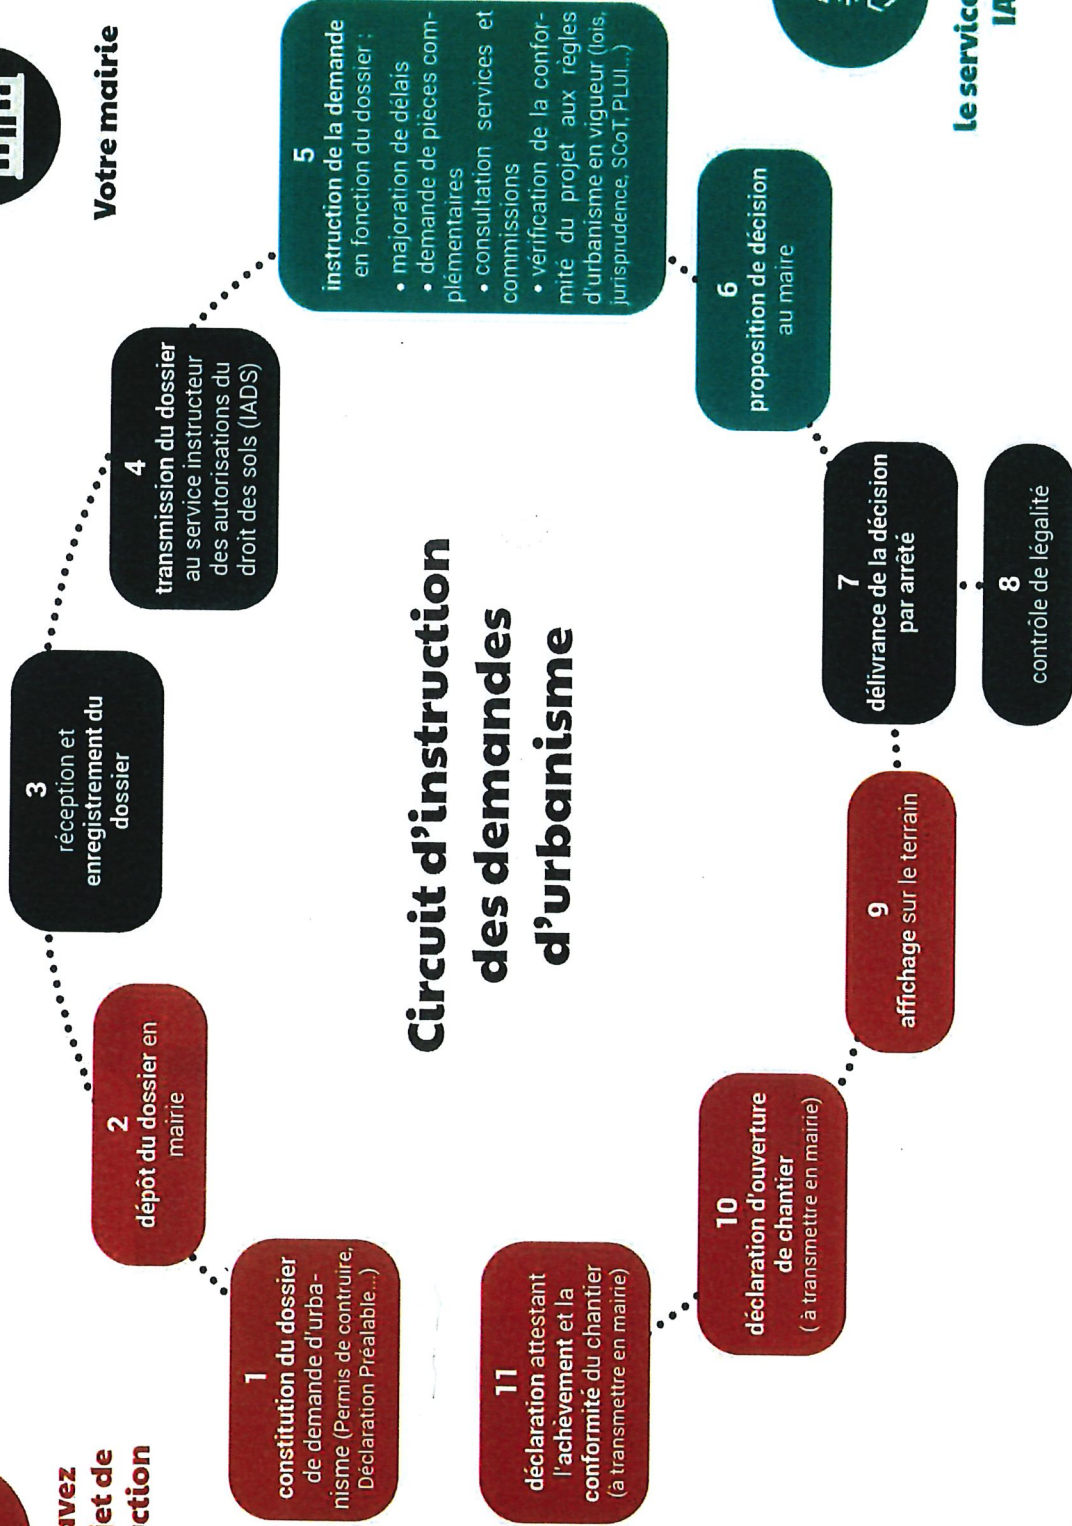 avez
jet de
ction
Votre mairie
le service
IA
Circuit d'instruction
des demandes
d'urbanisme
1
constitution du dossier
de demande d'urba-
nisme (Permis de contruire,
Déclaration Préalable...)
2
dépôt du dossier en
mairie
3
réception et
enregistrement du
dossier
4
transmission du dossier
au service instructeur
des autorisations du
droit des sols (IADS)
5
instruction de la demande
en fonction du dossier :
• majoration de délais
• demande de pièces com-
plémentaires
• consultation services et
commissions
• vérification de la confor-
mité du projet aux règles
d'urbanisme en vigueur (lois,
jurisprudence, SCoT, PLUI...)
6
proposition de décision
au maire
7
délivrance de la décision
par arrêté
8
contrôle de légalité
9
affichage sur le terrain
10
déclaration d'ouverture
de chantier
( à transmettre en mairie)
11
déclaration attestant
l'achèvement et la
conformité du chantier
(à transmettre en mairie)